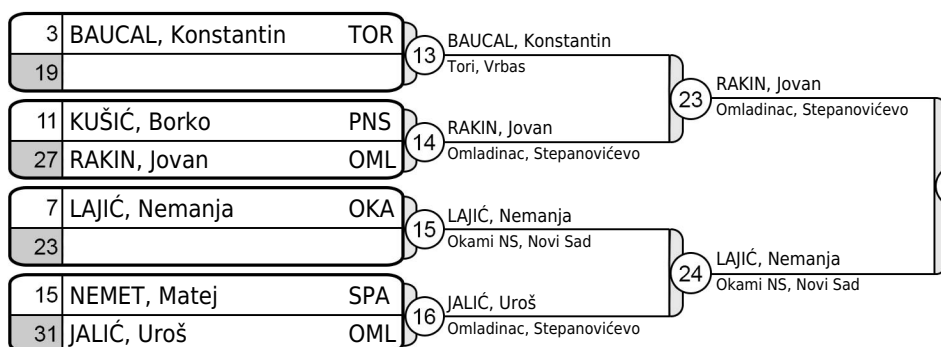 3 BAUCAL, Konstantin TOR
19
13
BAUCAL, Konstantin
Tori, Vrbas
11 KUŠIĆ, Borko PNS
27 RAKIN, Jovan OML
14
RAKIN, Jovan
Omladinac, Stepanovićevo
23
RAKIN, Jovan
Omladinac, Stepanovićevo
7 LAJIĆ, Nemanja OKA
23
15
LAJIĆ, Nemanja
Okami NS, Novi Sad
15 NEMET, Matej SPA
31 JALIĆ, Uroš OML
16
JALIĆ, Uroš
Omladinac, Stepanovićevo
24
LAJIĆ, Nemanja
Okami NS, Novi Sad